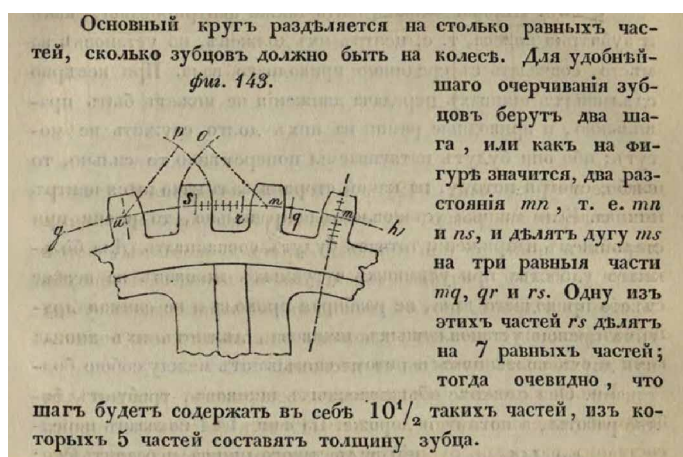 Основный кругъ раздѣляется на столько равныхъ час-
тей, сколько зубцовъ должно быть на колесѣ. Для удобнѣй-
фиг. 143.
шаго очерчиванія зуб-
цовъ берутъ два ша-
га , или какъ на фи-
гурѣ значится, два раз-
стоянія mn , т. е. mn
и ns, и дѣлятъ дугу ms
на три равныя части
mq, qr и rs. Одну изъ
этихъ частей rs дѣлятъ
на 7 равныхъ частей;
тогда очевидно , что
шагъ будетъ содержать въ себѣ 10¹/₂ такихъ частей, изъ ко-
торыхъ 5 частей составятъ толщину зубца.
p o
l
s n m
g a q h